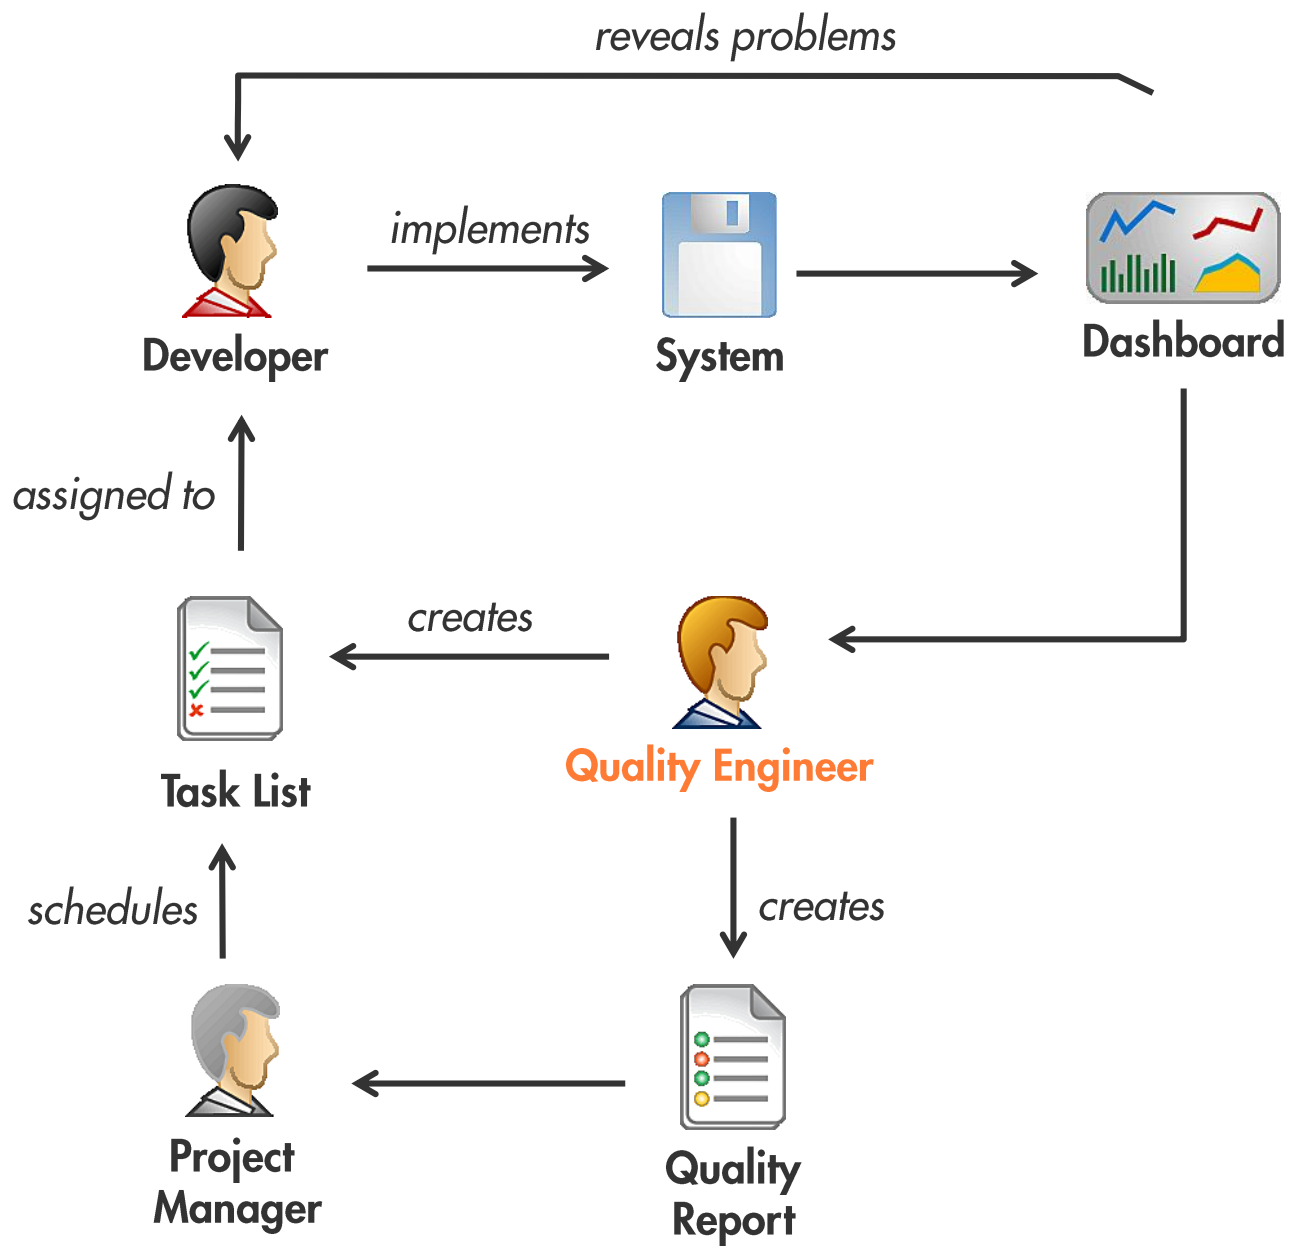 reveals problems
implements
Developer
System
Dashboard
assigned to
creates
Task List
Quality Engineer
schedules
creates
Project
Manager
Quality
Report